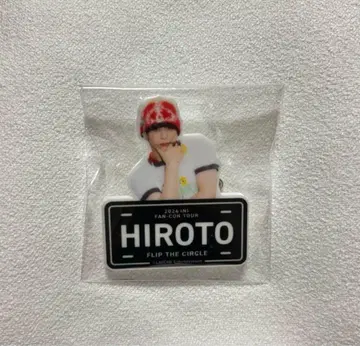 2024 INI
FAN-CON TOUR
HIROTO
FLIP THE CIRCLE